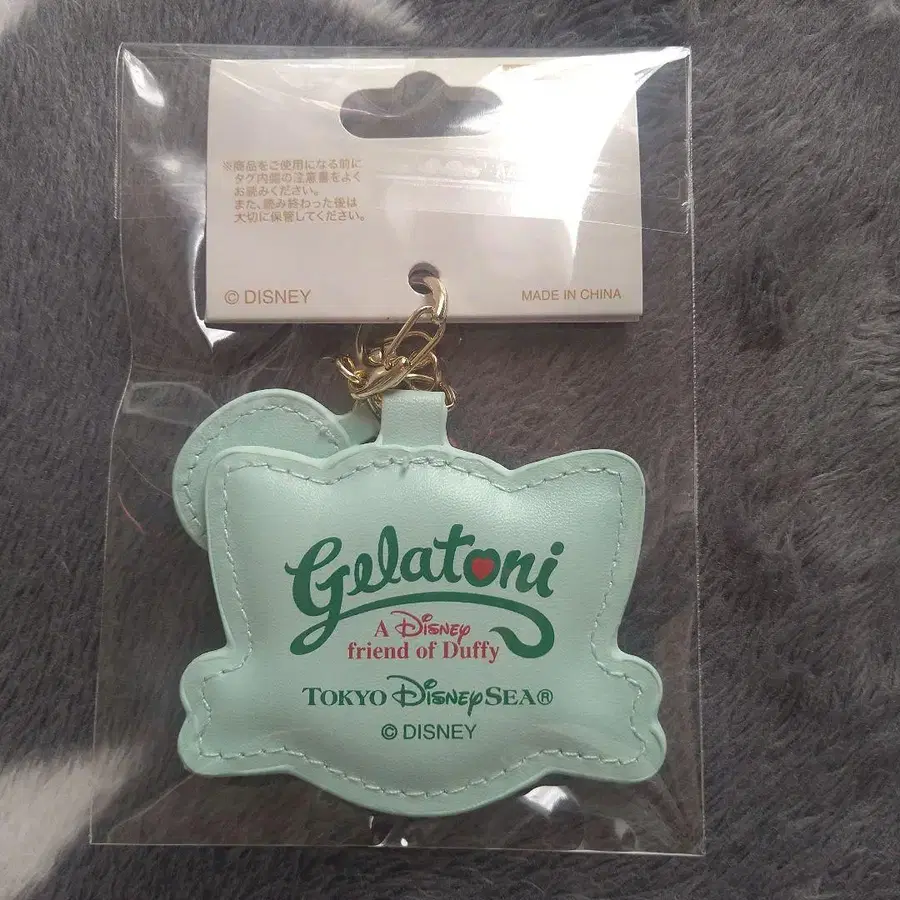 ※商品をご使用になる前に
タグ内側の注意書をよく
お読みください。
また、読み終わった後は
大切に保管してください。
© DISNEY
MADE IN CHINA
Gelatoni
A Disney
friend of Duffy
TOKYO DISNEYSEA®
© DISNEY